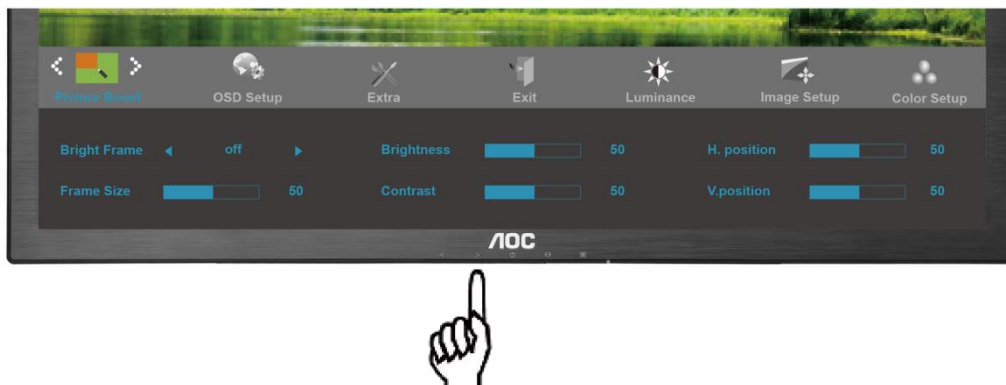 Picture Boost OSD Setup Extra Exit Luminance Image Setup Color Setup
Bright Frame off Brightness 50 H. position 50
Frame Size 50 Contrast 50 V.position 50
AOC